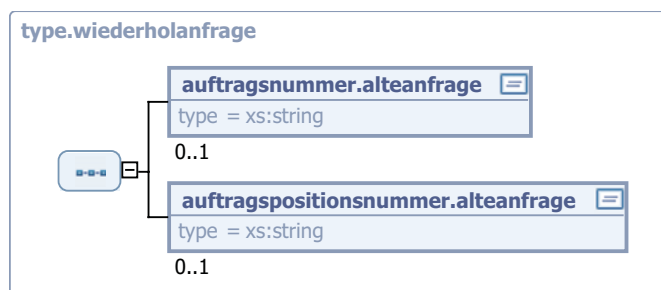 type.wiederholanfrage
auftragsnummer.alteanfrage
type = xs:string
0..1
auftragspositionsnummer.alteanfrage
type = xs:string
0..1